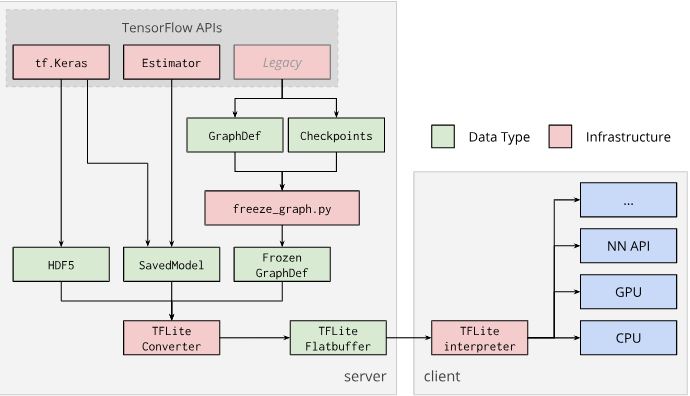 TensorFlow APIs
tf.Keras
Estimator
Legacy
GraphDef
Checkpoints
Data Type
Infrastructure
freeze_graph.py
...
HDF5
SavedModel
Frozen
GraphDef
NN API
GPU
TFLite
Converter
TFLite
Flatbuffer
TFLite
interpreter
CPU
server
client